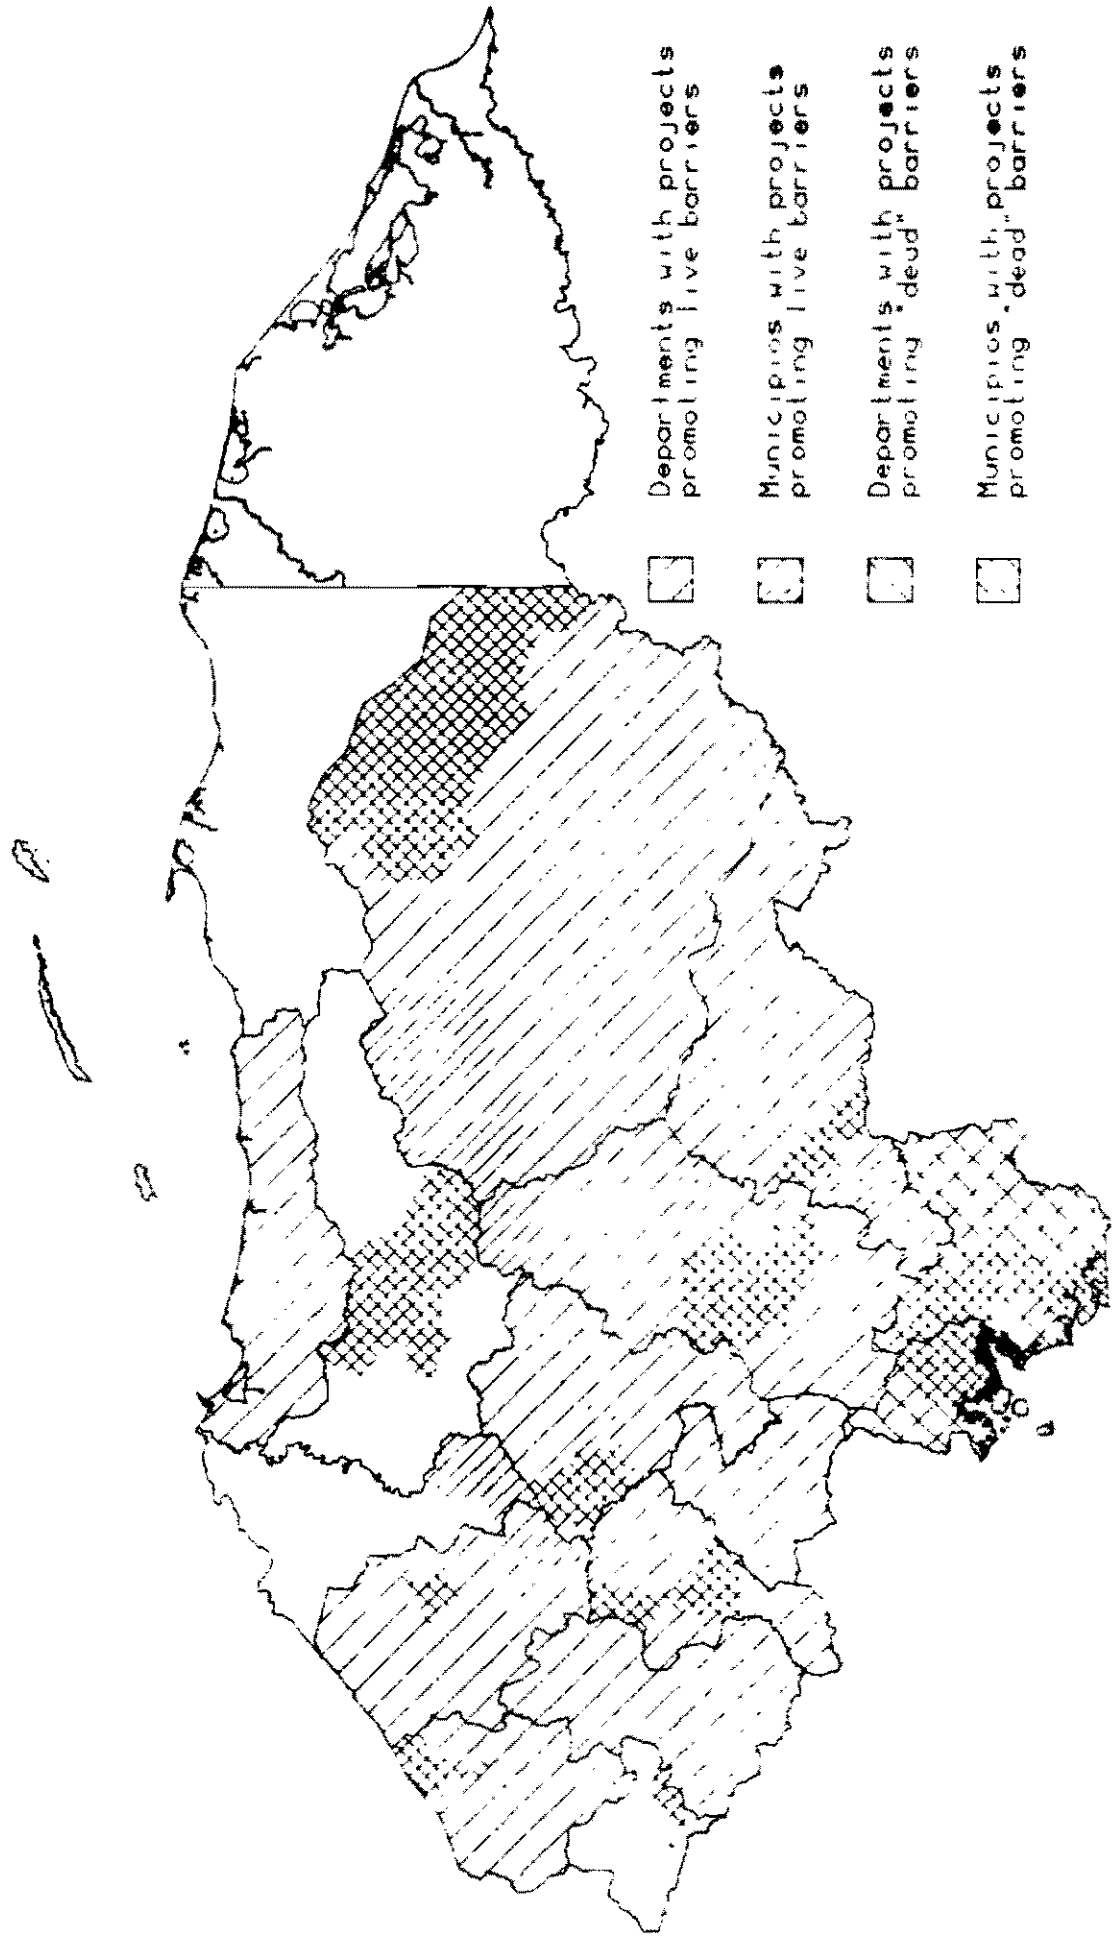 Departments with projects
promoting live barriers
Municipios with projects
promoting live barriers
Departments with projects
promoting "dead" barriers
Municipios with projects
promoting "dead" barriers